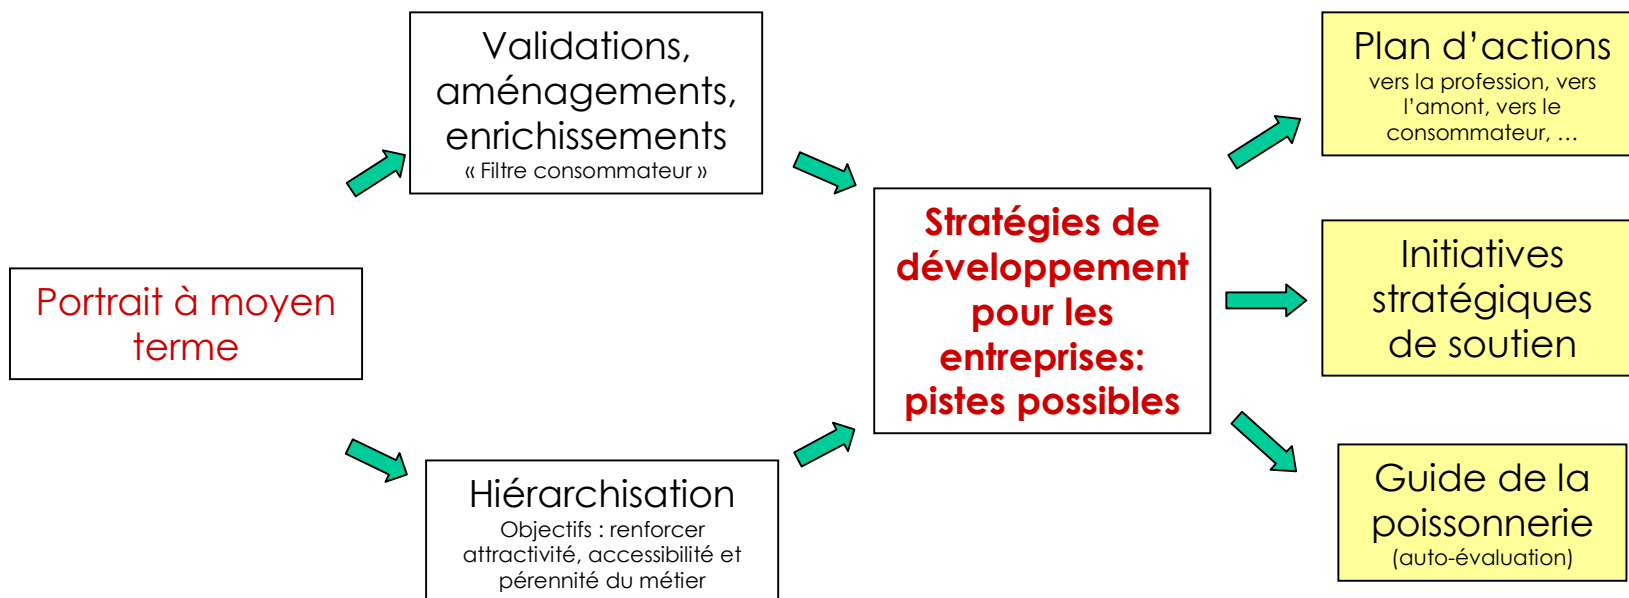 Portrait à moyen
terme
Validations,
aménagements,
enrichissements
« Filtre consommateur »
Hiérarchisation
Objectifs : renforcer
attractivité, accessibilité et
pérennité du métier
Stratégies de
développement
pour les
entreprises:
pistes possibles
Plan d’actions
vers la profession, vers
l’amont, vers le
consommateur, …
Initiatives
stratégiques
de soutien
Guide de la
poissonnerie
(auto-évaluation)